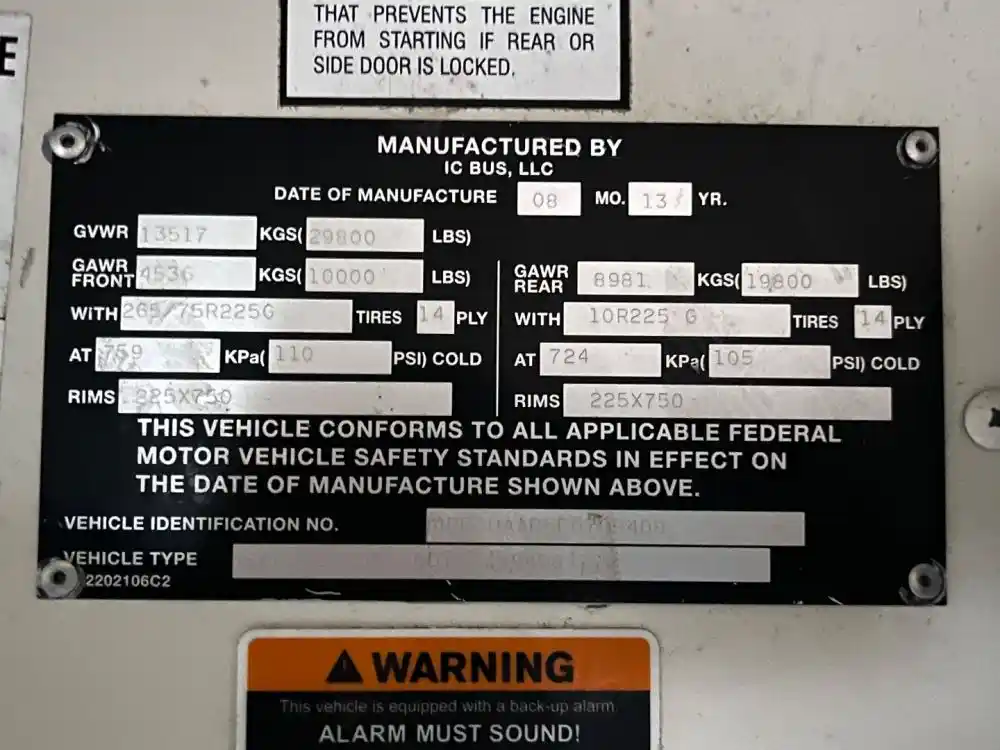 E
THAT PREVENTS THE ENGINE
FROM STARTING IF REAR OR
SIDE DOOR IS LOCKED.
MANUFACTURED BY
IC BUS, LLC
DATE OF MANUFACTURE 08 MO. 13 YR.
GVWR 13517 KGS( 29800 LBS)
GAWR FRONT 4536 KGS( 10000 LBS)
WITH 265/75R225G TIRES 14 PLY
AT 759 KPa( 110 PSI) COLD
RIMS 225X750
GAWR REAR 8981 KGS( 19800 LBS)
WITH 10R225 G TIRES 14 PLY
AT 724 KPa( 105 PSI) COLD
RIMS 225X750
THIS VEHICLE CONFORMS TO ALL APPLICABLE FEDERAL
MOTOR VEHICLE SAFETY STANDARDS IN EFFECT ON
THE DATE OF MANUFACTURE SHOWN ABOVE.
VEHICLE IDENTIFICATION NO.
VEHICLE TYPE
2202106C2
WARNING
This vehicle is equipped with a back-up alarm.
ALARM MUST SOUND!